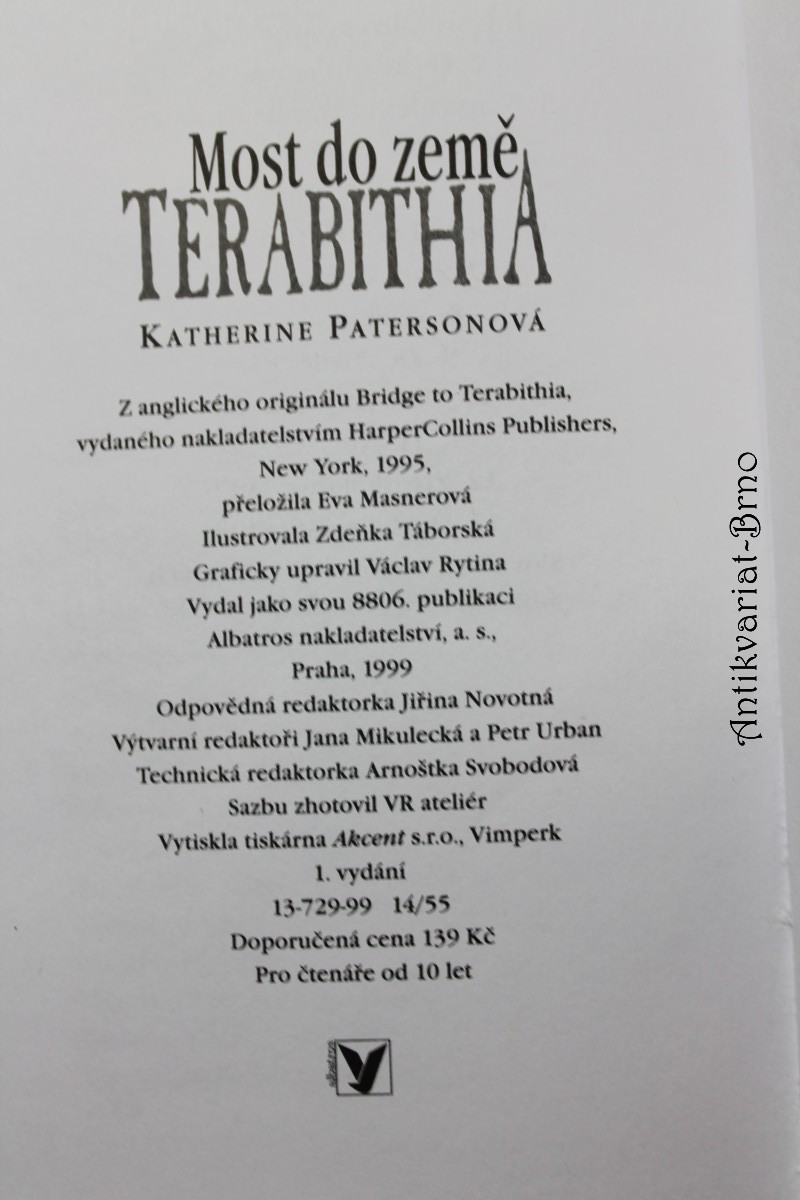 Most do země
TERABITHIA
KATHERINE PATERSONOVÁ
Z anglického originálu Bridge to Terabithia,
vydaného nakladatelstvím HarperCollins Publishers,
New York, 1995,
přeložila Eva Masnerová
Ilustrovala Zdeňka Táborská
Graficky upravil Václav Rytina
Vydal jako svou 8806. publikaci
Albatros nakladatelství, a. s.,
Praha, 1999
Odpovědná redaktorka Jiřina Novotná
Výtvarní redaktoři Jana Mikulecká a Petr Urban
Technická redaktorka Arnoštka Svobodová
Sazbu zhotovil VR ateliér
Vytiskla tiskárna Akcent s.r.o., Vimperk
1. vydání
13-729-99 14/55
Doporučená cena 139 Kč
Pro čtenáře od 10 let
albatros
Antikvariat-Brno